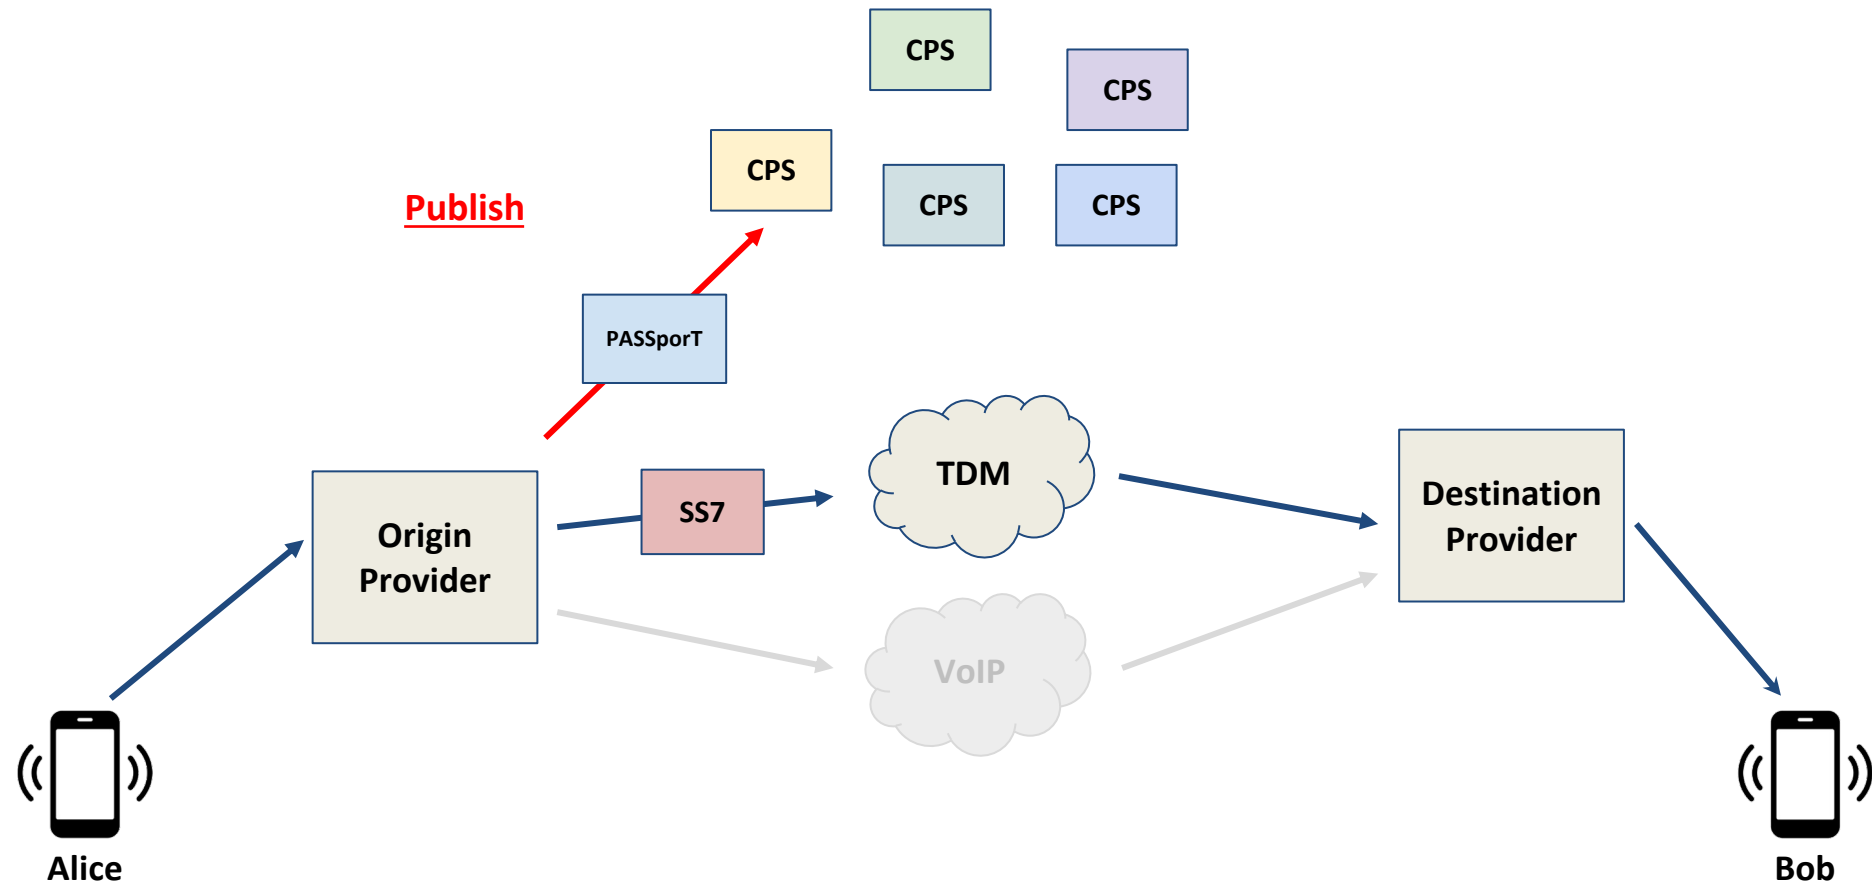 CPS
CPS
CPS
CPS
CPS
Publish
PASSporT
TDM
SS7
Origin
Provider
Destination
Provider
VoIP
Alice
Bob